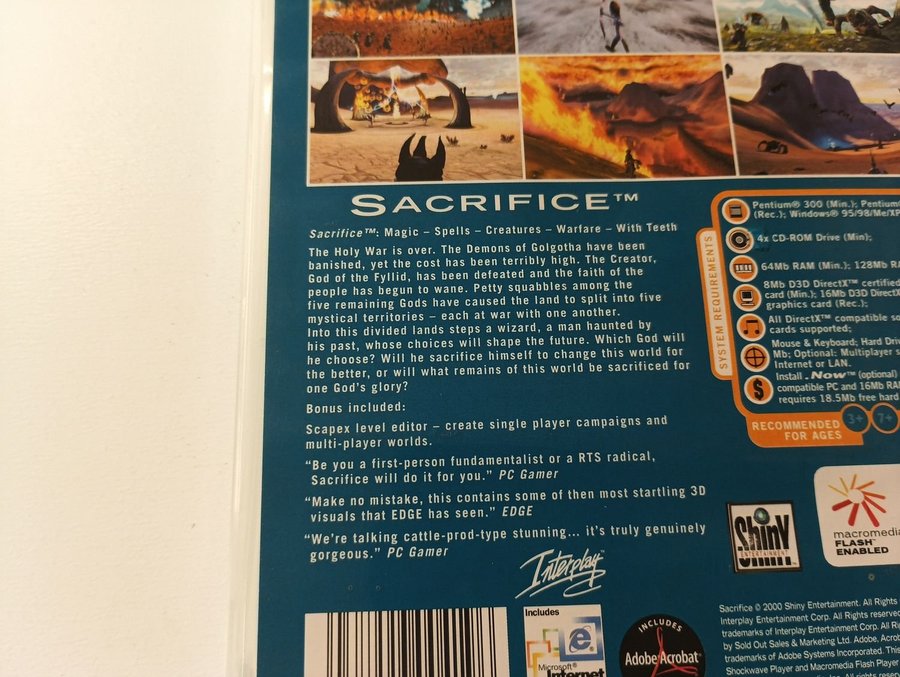 SACRIFICE™
Sacrifice™: Magic – Spells – Creatures – Warfare – With Teeth
The Holy War is over. The Demons of Golgotha have been
banished, yet the cost has been terribly high. The Creator,
God of the Fyllid, has been defeated and the faith of the
people has begun to wane. Petty squabbles among the
five remaining Gods have caused the land to split into five
mystical territories – each at war with one another.
Into this divided lands steps a wizard, a man haunted by
his past, whose choices will shape the future. Which God will
he choose? Will he sacrifice himself to change this world for
the better, or will what remains of this world be sacrificed for
one God's glory?
Bonus included:
Scapex level editor – create single player campaigns and
multi-player worlds.
“Be you a first-person fundamentalist or a RTS radical,
Sacrifice will do it for you.” PC Gamer
“Make no mistake, this contains some of then most startling 3D
visuals that EDGE has seen.” EDGE
“We're talking cattle-prod-type stunning... it's truly genuinely
gorgeous.” PC Gamer
Interplay
SYSTEM REQUIREMENTS
Pentium® 300 (Min.); Pentium®
(Rec.); Windows® 95/98/Me/XP
4x CD-ROM Drive (Min);
64Mb RAM (Min.); 128Mb
8Mb D3D DirectX™ certified
card (Min.); 16Mb D3D DirectX
graphics card (Rec.);
All DirectX™ compatible
cards supported;
Mouse & Keyboard; Hard
Mb; Optional: Multiplayer
Internet or LAN.
Install.Now™ (optional)
compatible PC and 16Mb
requires 18.5Mb free hard
RECOMMENDED
FOR AGES
3+ 7+
Shiny
ENTERTAINMENT
macromedia
FLASH™
ENABLED
Includes
Microsoft®
Internet
INCLUDES
Adobe Acrobat
Sacrifice © 2000 Shiny Entertainment. All Rights
Interplay Entertainment Corp. All Rights
trademarks of Interplay Entertainment Corp. All
by Sold Out Sales & Marketing Ltd. Adobe,
trademarks of Adobe Systems Incorporated. This
Shockwave Player and Macromedia Flash Player